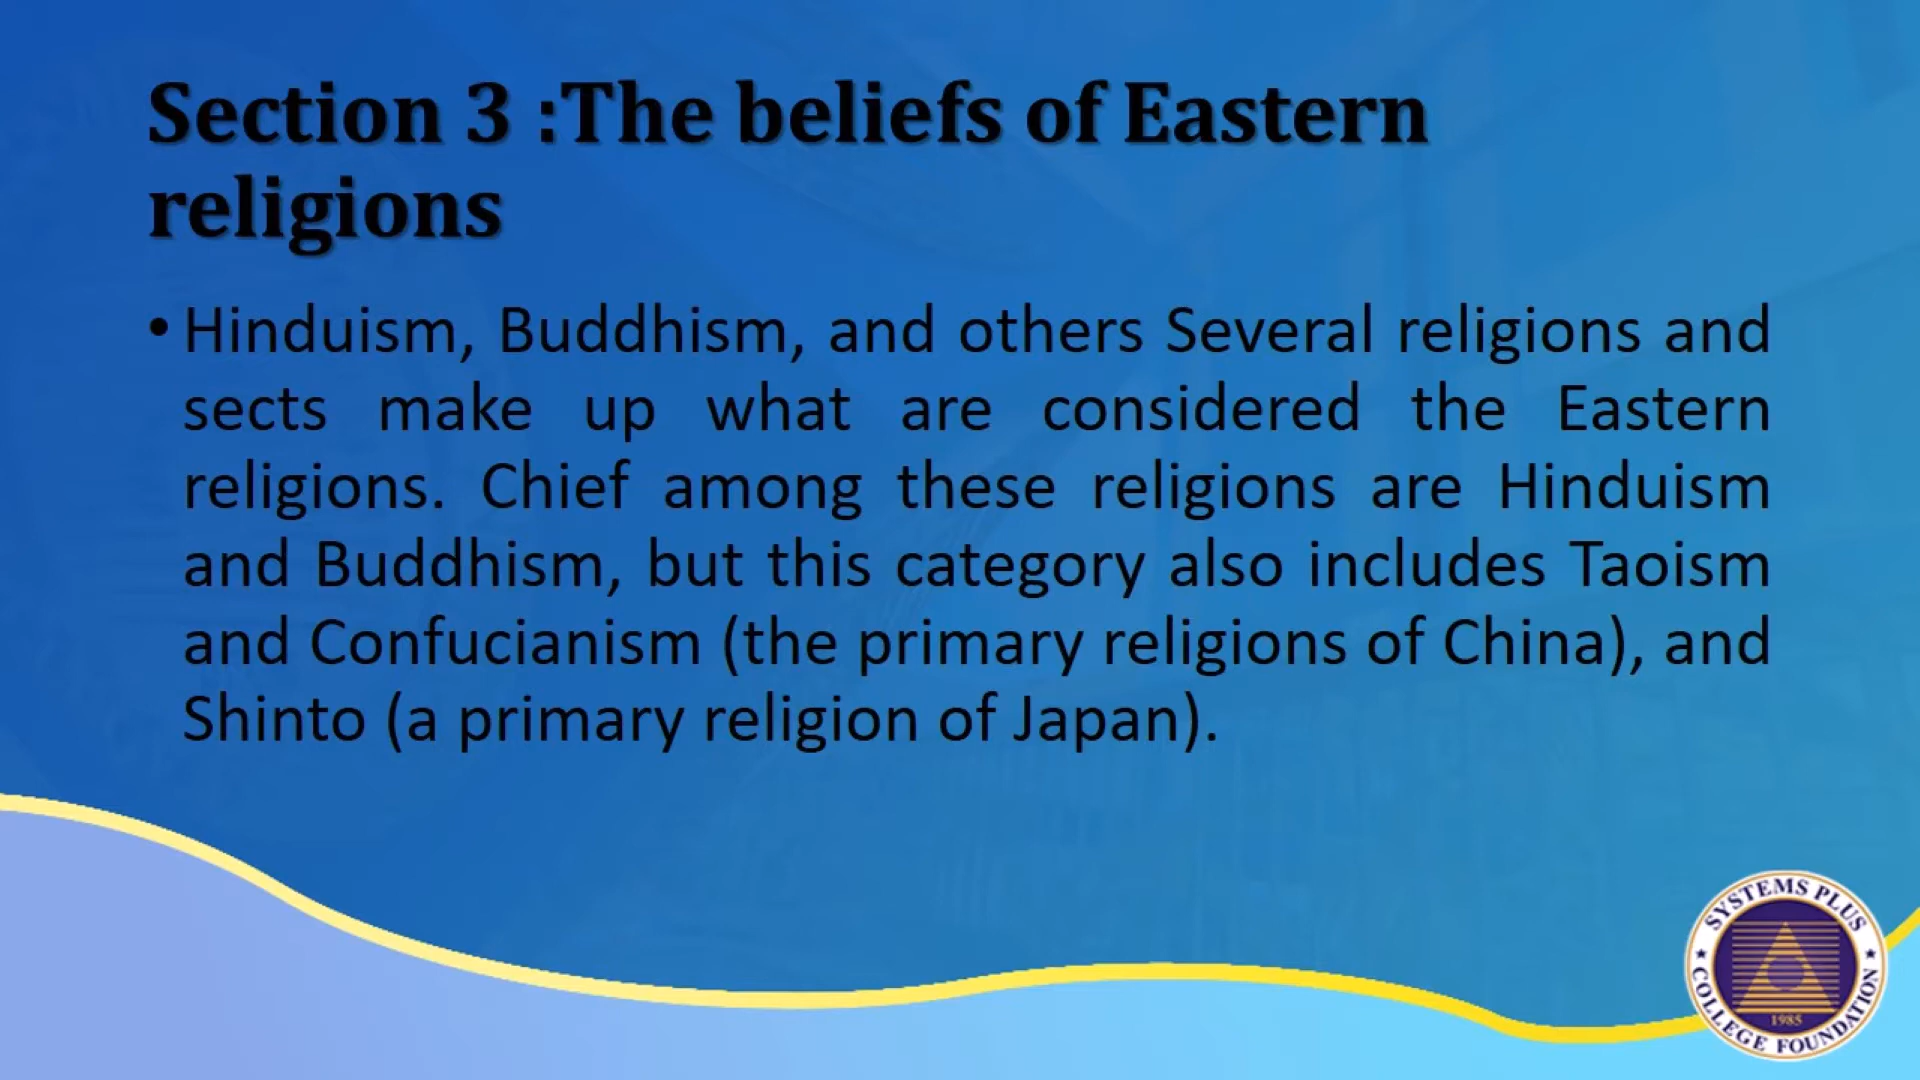 Section 3 :The beliefs of Eastern
religions
• Hinduism, Buddhism, and others Several religions and
sects make up what are considered the Eastern
religions. Chief among these religions are Hinduism
and Buddhism, but this category also includes Taoism
and Confucianism (the primary religions of China), and
Shinto (a primary religion of Japan).
SYSTEMS PLUS
COLLEGE FOUNDATION
1985